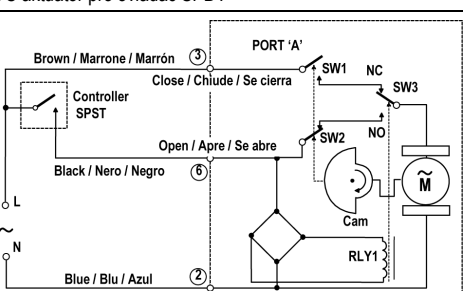 PORT 'A'
Brown / Marrone / Marrón
3
Close / Chiude / Se cierra
SW1
NC
SW3
Controller
SPST
Open / Apre / Se abre
SW2
NO
Black / Nero / Negro
6
L
~
N
M
Cam
RLY1
Blue / Blu / Azul
2